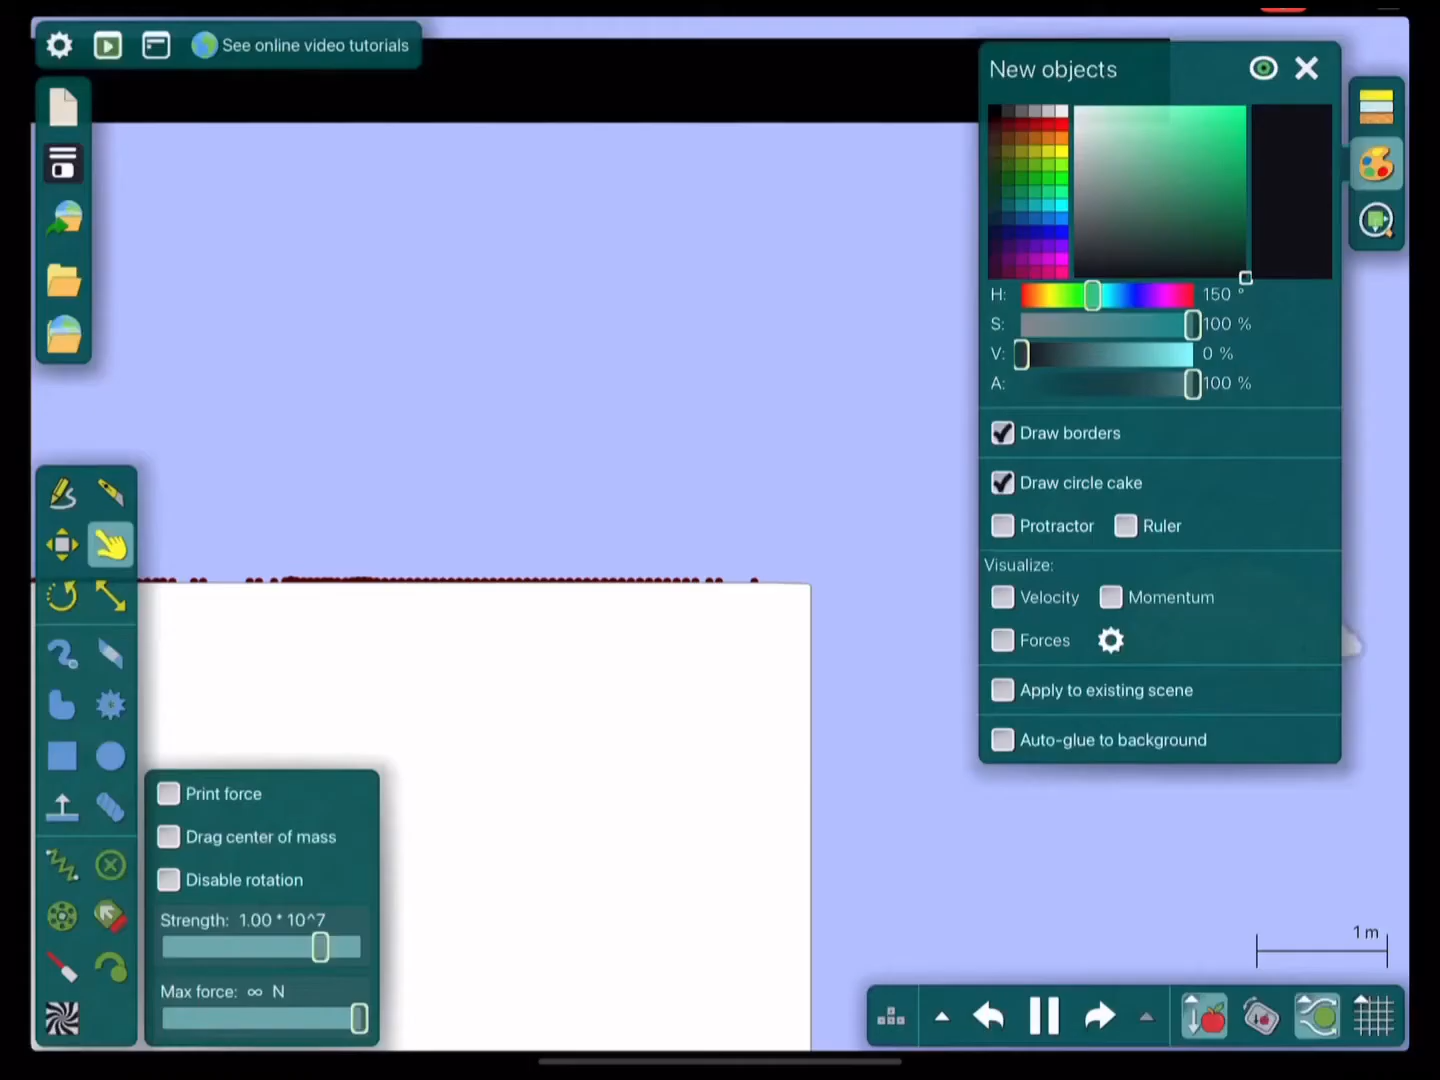 See online video tutorials
New objects
H: 150 °
S: 100 %
V: 0 %
A: 100 %
Draw borders
Draw circle cake
Protractor Ruler
Visualize:
Velocity Momentum
Forces
Apply to existing scene
Auto-glue to background
Print force
Drag center of mass
Disable rotation
Strength: 1.00 * 10^7
Max force: ∞ N
1 m